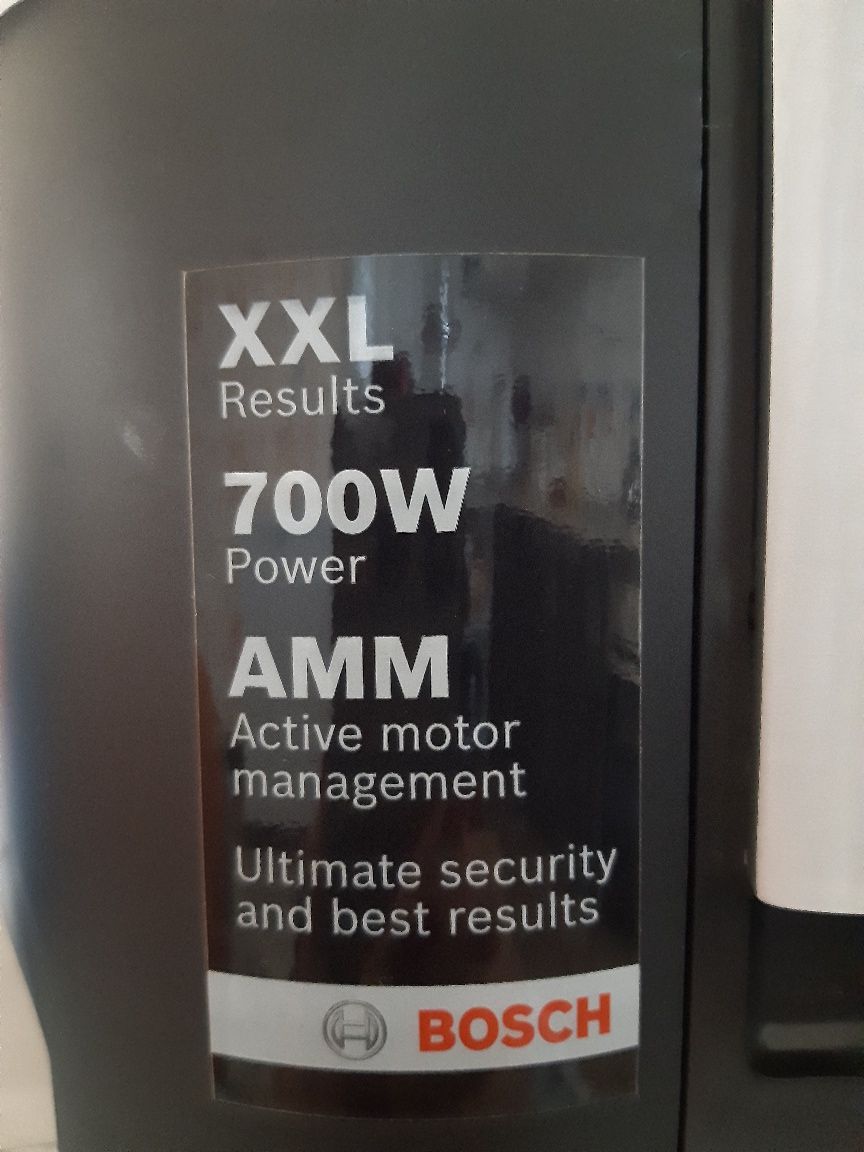 XXL
Results
700W
Power
AMM
Active motor
management
Ultimate security
and best results
BOSCH